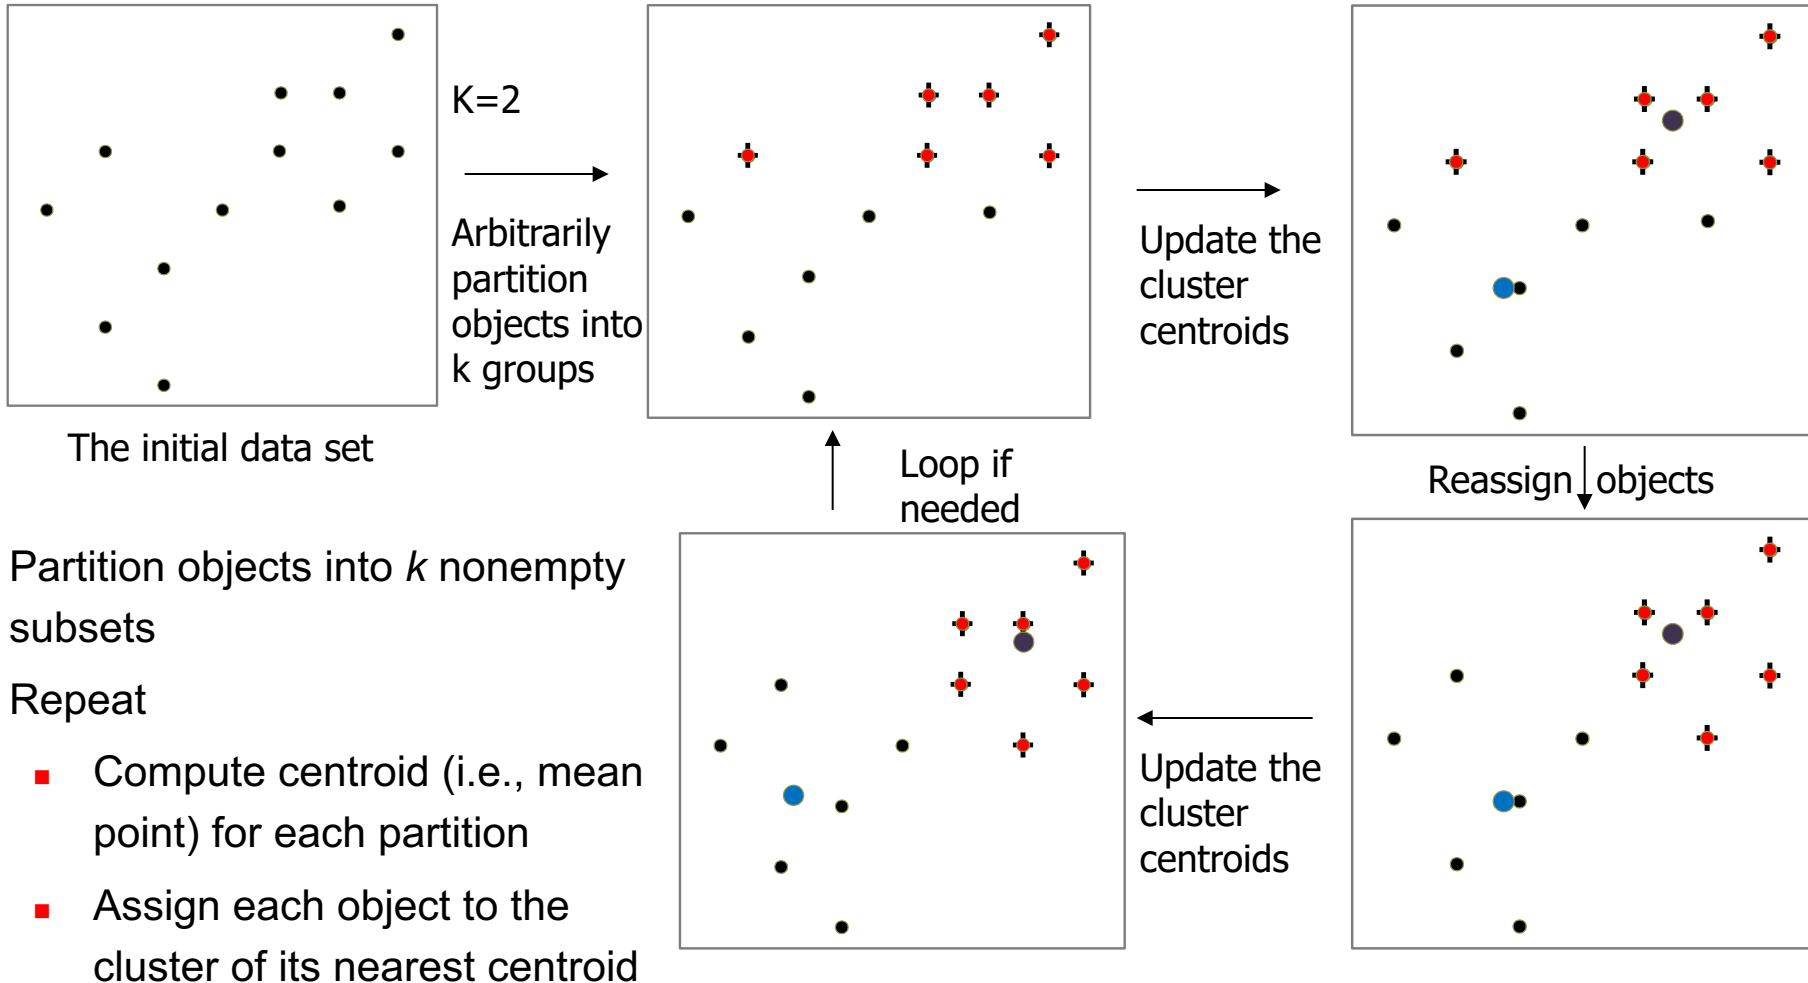 K=2
Arbitrarily
partition
objects into
k groups
Update the
cluster
centroids
The initial data set
Loop if
needed
Reassign objects
Partition objects into k nonempty
subsets
Repeat
Compute centroid (i.e., mean
point) for each partition
Assign each object to the
cluster of its nearest centroid
Update the
cluster
centroids